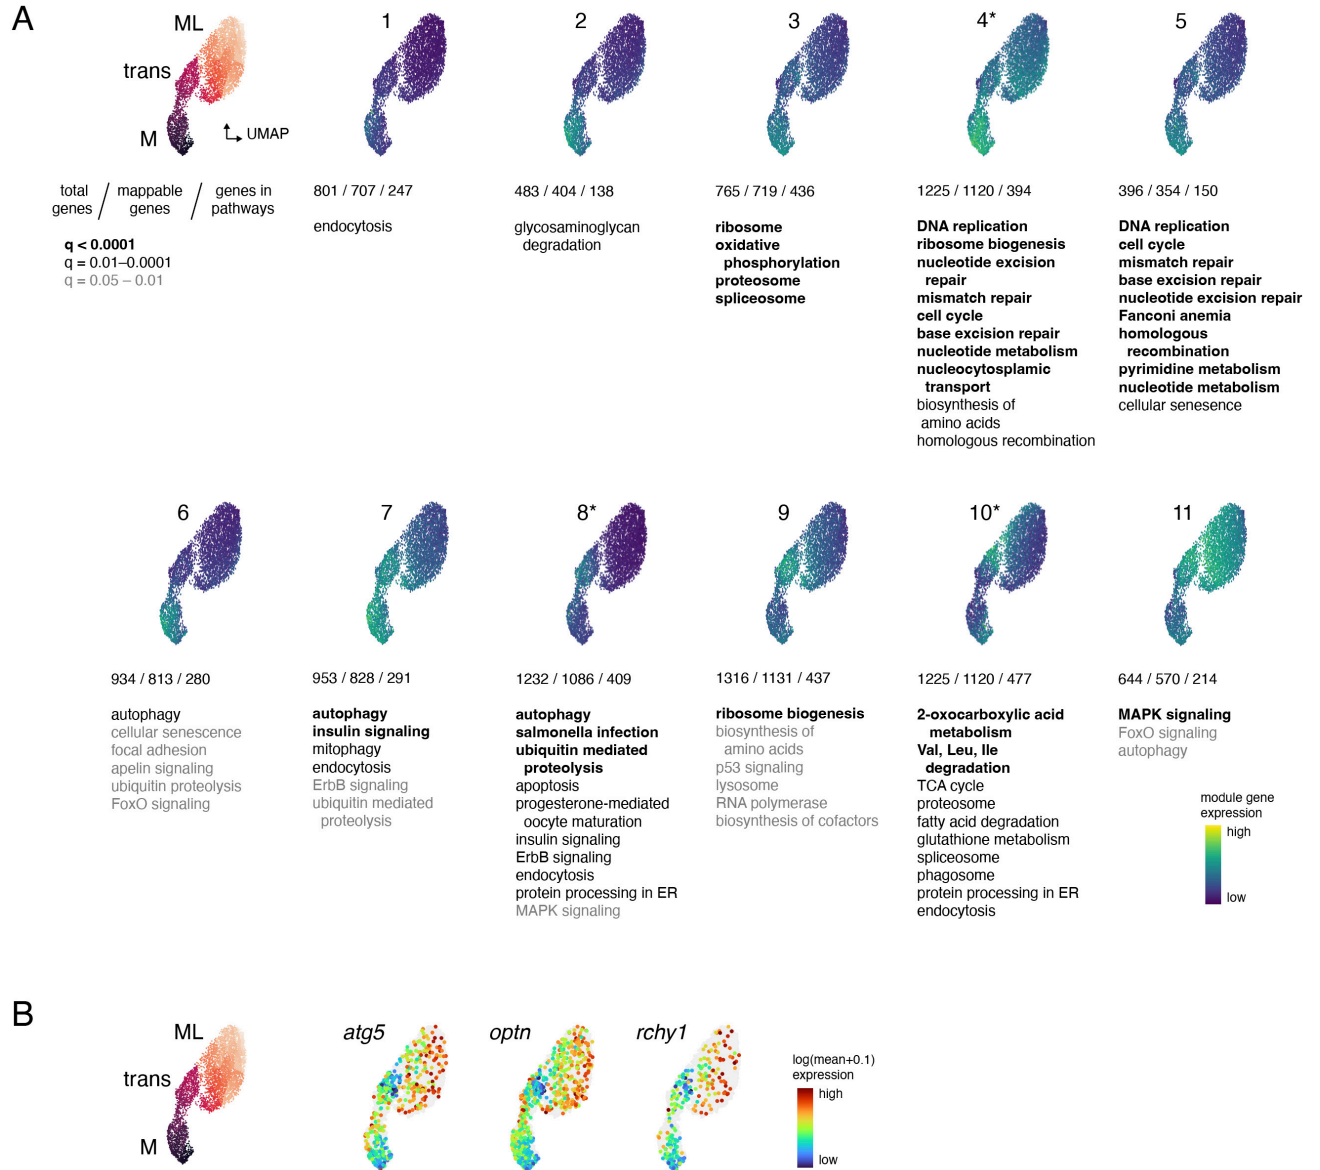 A
ML
trans
M
UMAP
total genes / mappable genes / genes in pathways
q < 0.0001
q = 0.01–0.0001
q = 0.05 – 0.01
1
801 / 707 / 247
endocytosis
2
483 / 404 / 138
glycosaminoglycan
degradation
3
765 / 719 / 436
ribosome
oxidative
phosphorylation
proteosome
spliceosome
4*
1225 / 1120 / 394
DNA replication
ribosome biogenesis
nucleotide excision
repair
mismatch repair
cell cycle
base excision repair
nucleotide metabolism
nucleocytosplamic
transport
biosynthesis of
amino acids
homologous recombination
5
396 / 354 / 150
DNA replication
cell cycle
mismatch repair
base excision repair
nucleotide excision repair
Fanconi anemia
homologous
recombination
pyrimidine metabolism
nucleotide metabolism
cellular senesence
6
934 / 813 / 280
autophagy
cellular senescence
focal adhesion
apelin signaling
ubiquitin proteolysis
FoxO signaling
7
953 / 828 / 291
autophagy
insulin signaling
mitophagy
endocytosis
ErbB signaling
ubiquitin mediated
proteolysis
8*
1232 / 1086 / 409
autophagy
salmonella infection
ubiquitin mediated
proteolysis
apoptosis
progesterone-mediated
oocyte maturation
insulin signaling
ErbB signaling
endocytosis
protein processing in ER
MAPK signaling
9
1316 / 1131 / 437
ribosome biogenesis
biosynthesis of
amino acids
p53 signaling
lysosome
RNA polymerase
biosynthesis of cofactors
10*
1225 / 1120 / 477
2-oxocarboxylic acid
metabolism
Val, Leu, Ile
degradation
TCA cycle
proteosome
fatty acid degradation
glutathione metabolism
spliceosome
phagosome
protein processing in ER
endocytosis
11
644 / 570 / 214
MAPK signaling
FoxO signaling
autophagy
module gene
expression
high
low
B
ML
trans
M
atg5
optn
rchy1
log(mean+0.1)
expression
high
low